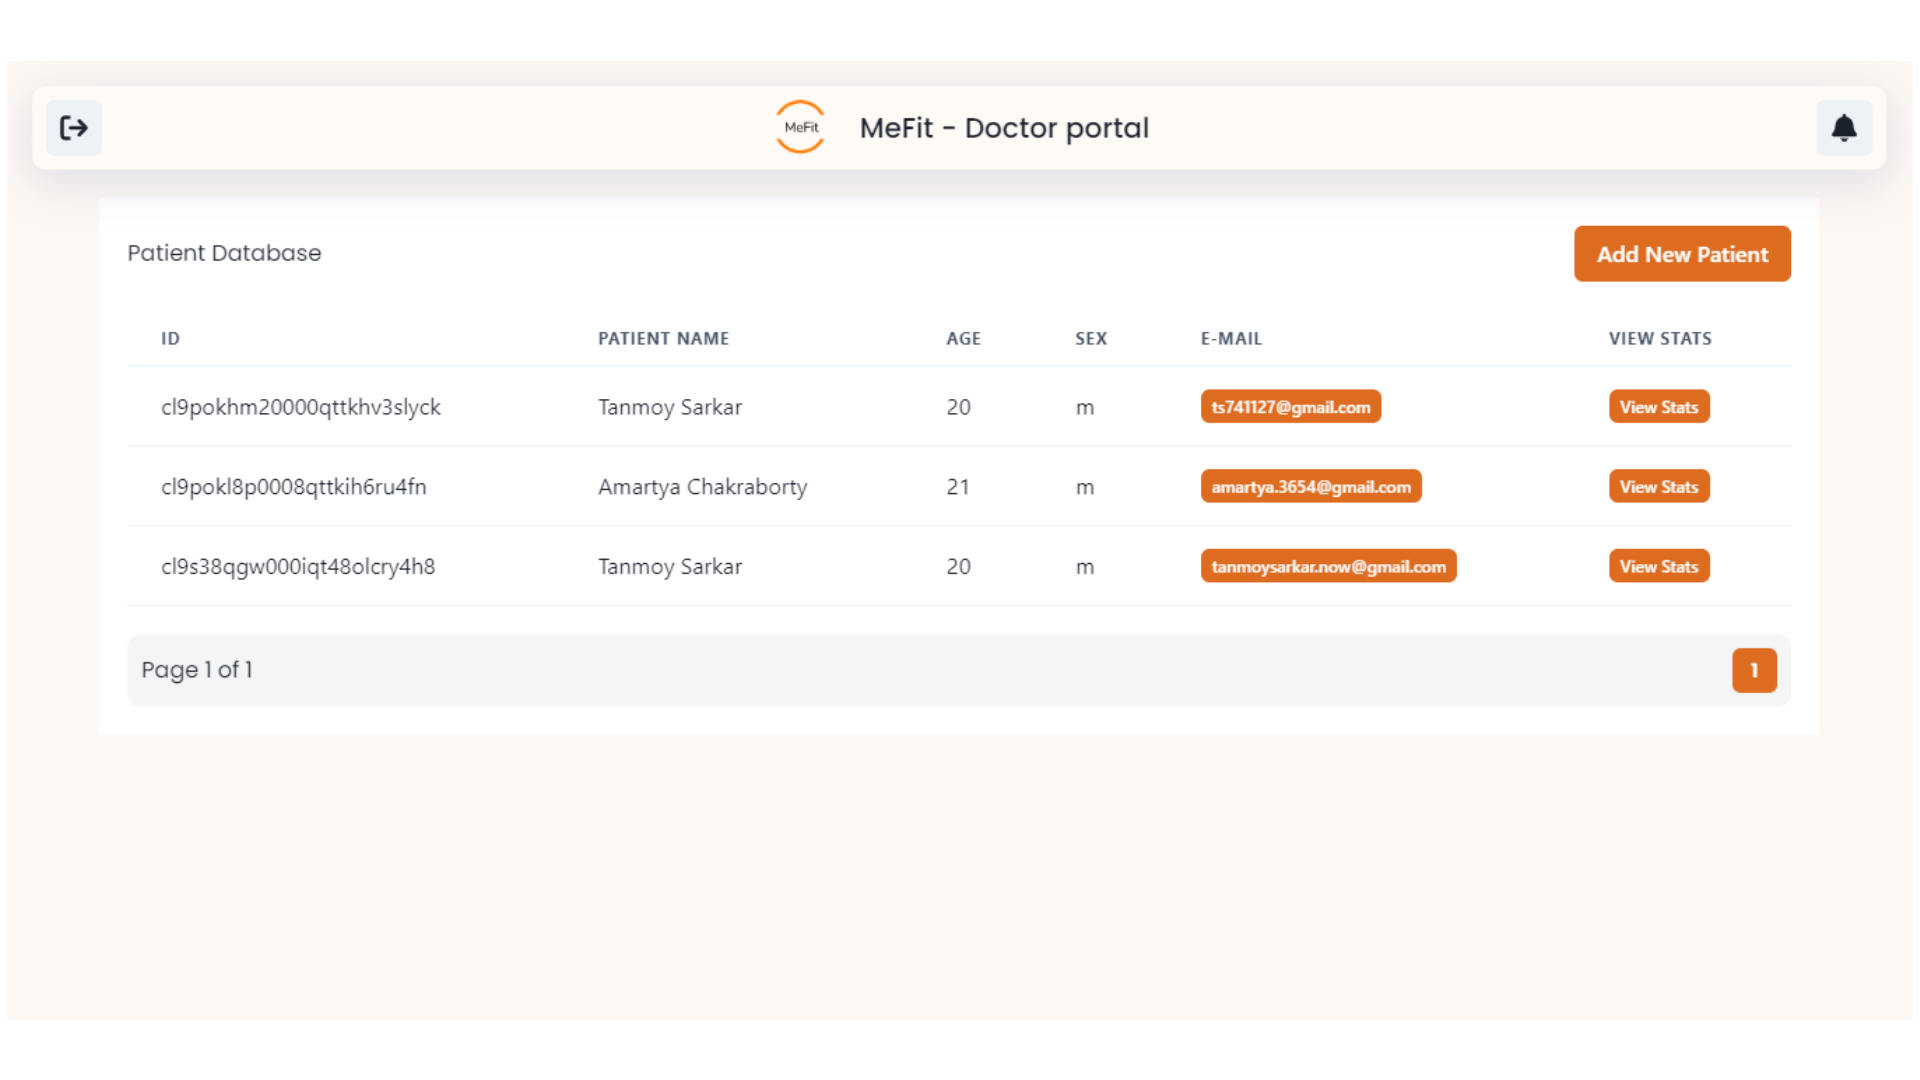 MeFit MeFit - Doctor portal
Patient Database Add New Patient
ID PATIENT NAME AGE SEX E-MAIL VIEW STATS
cl9pokhm20000qttkhv3slyck Tanmoy Sarkar 20 m ts741127@gmail.com View Stats
cl9pokl8p0008qttkih6ru4fn Amartya Chakraborty 21 m amartya.3654@gmail.com View Stats
cl9s38qgw000iqt48olcry4h8 Tanmoy Sarkar 20 m tanmoysarkar.now@gmail.com View Stats
Page 1 of 1 1